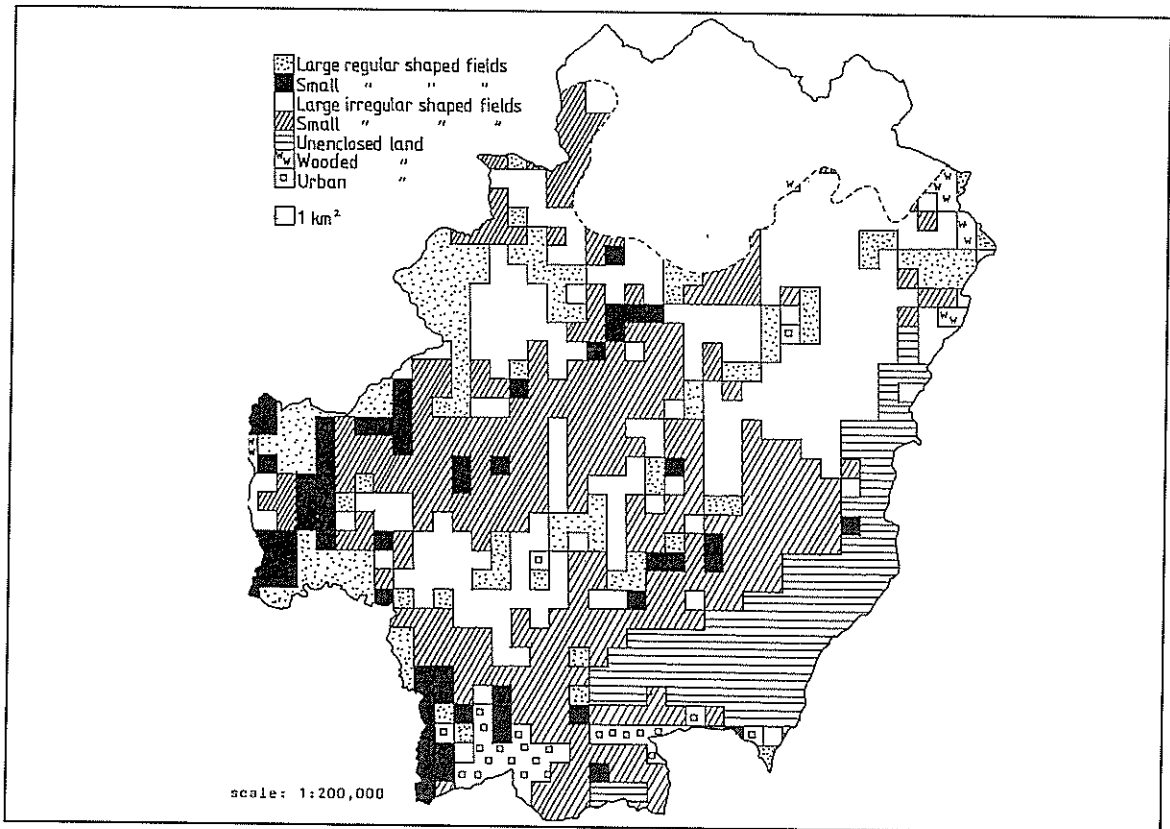 Large regular shaped fields
Small " " "
Large irregular shaped fields
Small " " "
Unenclosed land
Wooded "
Urban "
1 km²
scale: 1:200,000